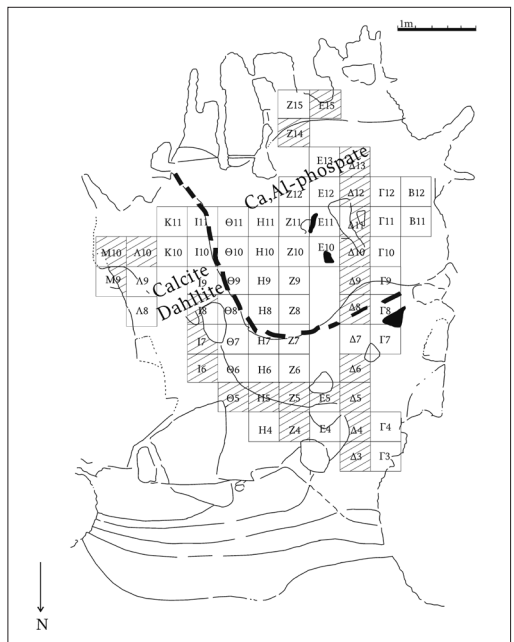 1m
Z15 E15
Z14
E13 Δ13
Ca,Al-phospate
Z12 E12 Δ12 Γ12 B12
K11 I11 Θ11 H11 Z11 E11 Δ11 Γ11 B11
M10 Λ10 K10 I10 Θ10 H10 Z10 E10 Δ10 Γ10
M9 Λ9 I9 Θ9 H9 Z9 Δ9 Γ9
Calcite
Dahllite
Λ8 I8 Θ8 H8 Z8 Δ8 Γ8
I7 Θ7 H7 Z7 Δ7 Γ7
I6 Θ6 H6 Z6 Δ6
Θ5 H5 Z5 E5 Δ5
H4 Z4 E4 Δ4 Γ4
Δ3 Γ3
N